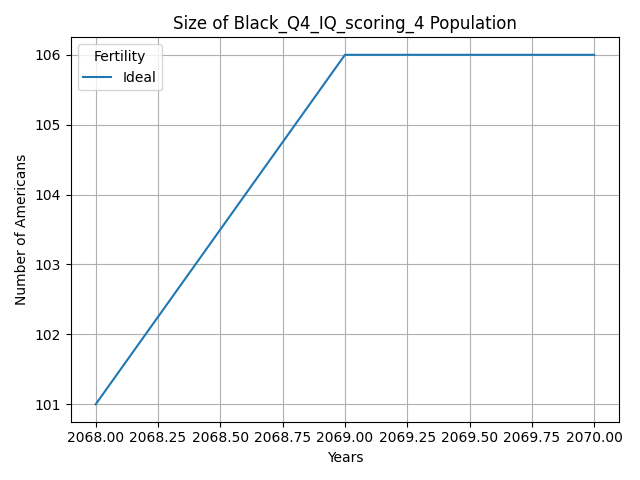 Size of Black_Q4_IQ_scoring_4 Population
Fertility
Ideal
Number of Americans
106
105
104
103
102
101
2068.00 2068.25 2068.50 2068.75 2069.00 2069.25 2069.50 2069.75 2070.00
Years